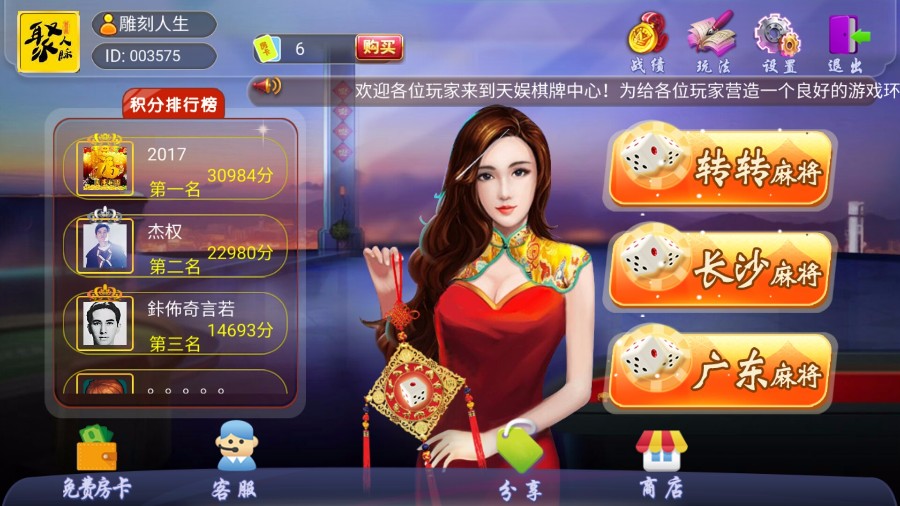 聚人际
雕刻人生
ID: 003575
6
购买
战绩
玩法
设置
退出
欢迎各位玩家来到天娱棋牌中心！为给各位玩家营造一个良好的游戏环
积分排行榜
2017
30984分
第一名
杰权
22980分
第二名
鉲佈奇言若
14693分
第三名
转转麻将
长沙麻将
广东麻将
免费房卡
客服
分享
商店